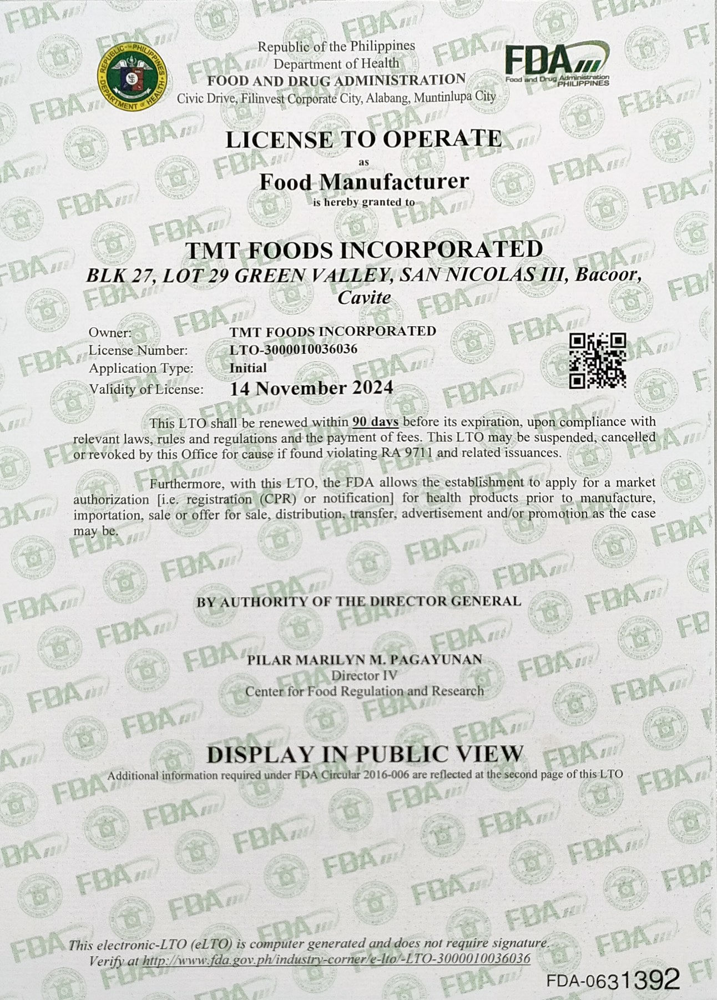 Republic of the Philippines
Department of Health
FOOD AND DRUG ADMINISTRATION
Civic Drive, Filinvest Corporate City, Alabang, Muntinlupa City
REPUBLIC OF THE PHILIPPINES
DEPARTMENT OF HEALTH
FDA
Food and Drug Administration
PHILIPPINES
LICENSE TO OPERATE
as
Food Manufacturer
is hereby granted to
TMT FOODS INCORPORATED
BLK 27, LOT 29 GREEN VALLEY, SAN NICOLAS III, Bacoor,
Cavite
Owner: TMT FOODS INCORPORATED
License Number: LTO-3000010036036
Application Type: Initial
Validity of License: 14 November 2024
This LTO shall be renewed within 90 days before its expiration, upon compliance with
relevant laws, rules and regulations and the payment of fees. This LTO may be suspended, cancelled
or revoked by this Office for cause if found violating RA 9711 and related issuances.
Furthermore, with this LTO, the FDA allows the establishment to apply for a market
authorization [i.e. registration (CPR) or notification] for health products prior to manufacture,
importation, sale or offer for sale, distribution, transfer, advertisement and/or promotion as the case
may be.
BY AUTHORITY OF THE DIRECTOR GENERAL
PILAR MARILYN M. PAGAYUNAN
Director IV
Center for Food Regulation and Research
DISPLAY IN PUBLIC VIEW
Additional information required under FDA Circular 2016-006 are reflected at the second page of this LTO
This electronic-LTO (eLTO) is computer generated and does not require signature.
Verify at http://www.fda.gov.ph/industry-corner/e-lto/-LTO-3000010036036
FDA-0631392